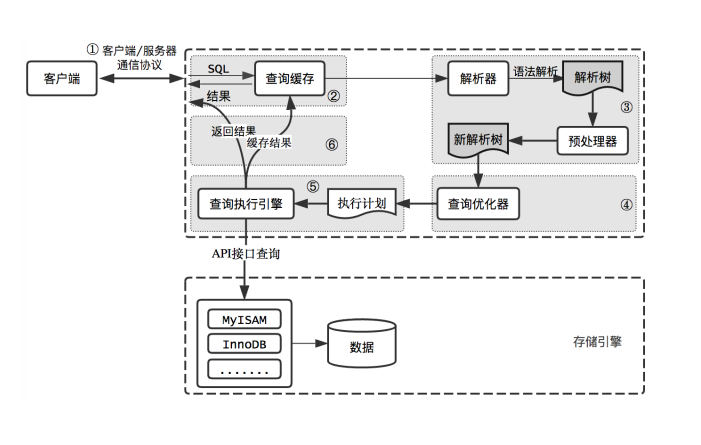 ① 客户端/服务器
通信协议
客户端
SQL
结果
查询缓存
②
解析器
语法解析
解析树
③
预处理器
新解析树
返回结果
缓存结果
⑥
查询执行引擎
⑤
执行计划
查询优化器
④
API接口查询
MyISAM
InnoDB
.......
数据
存储引擎